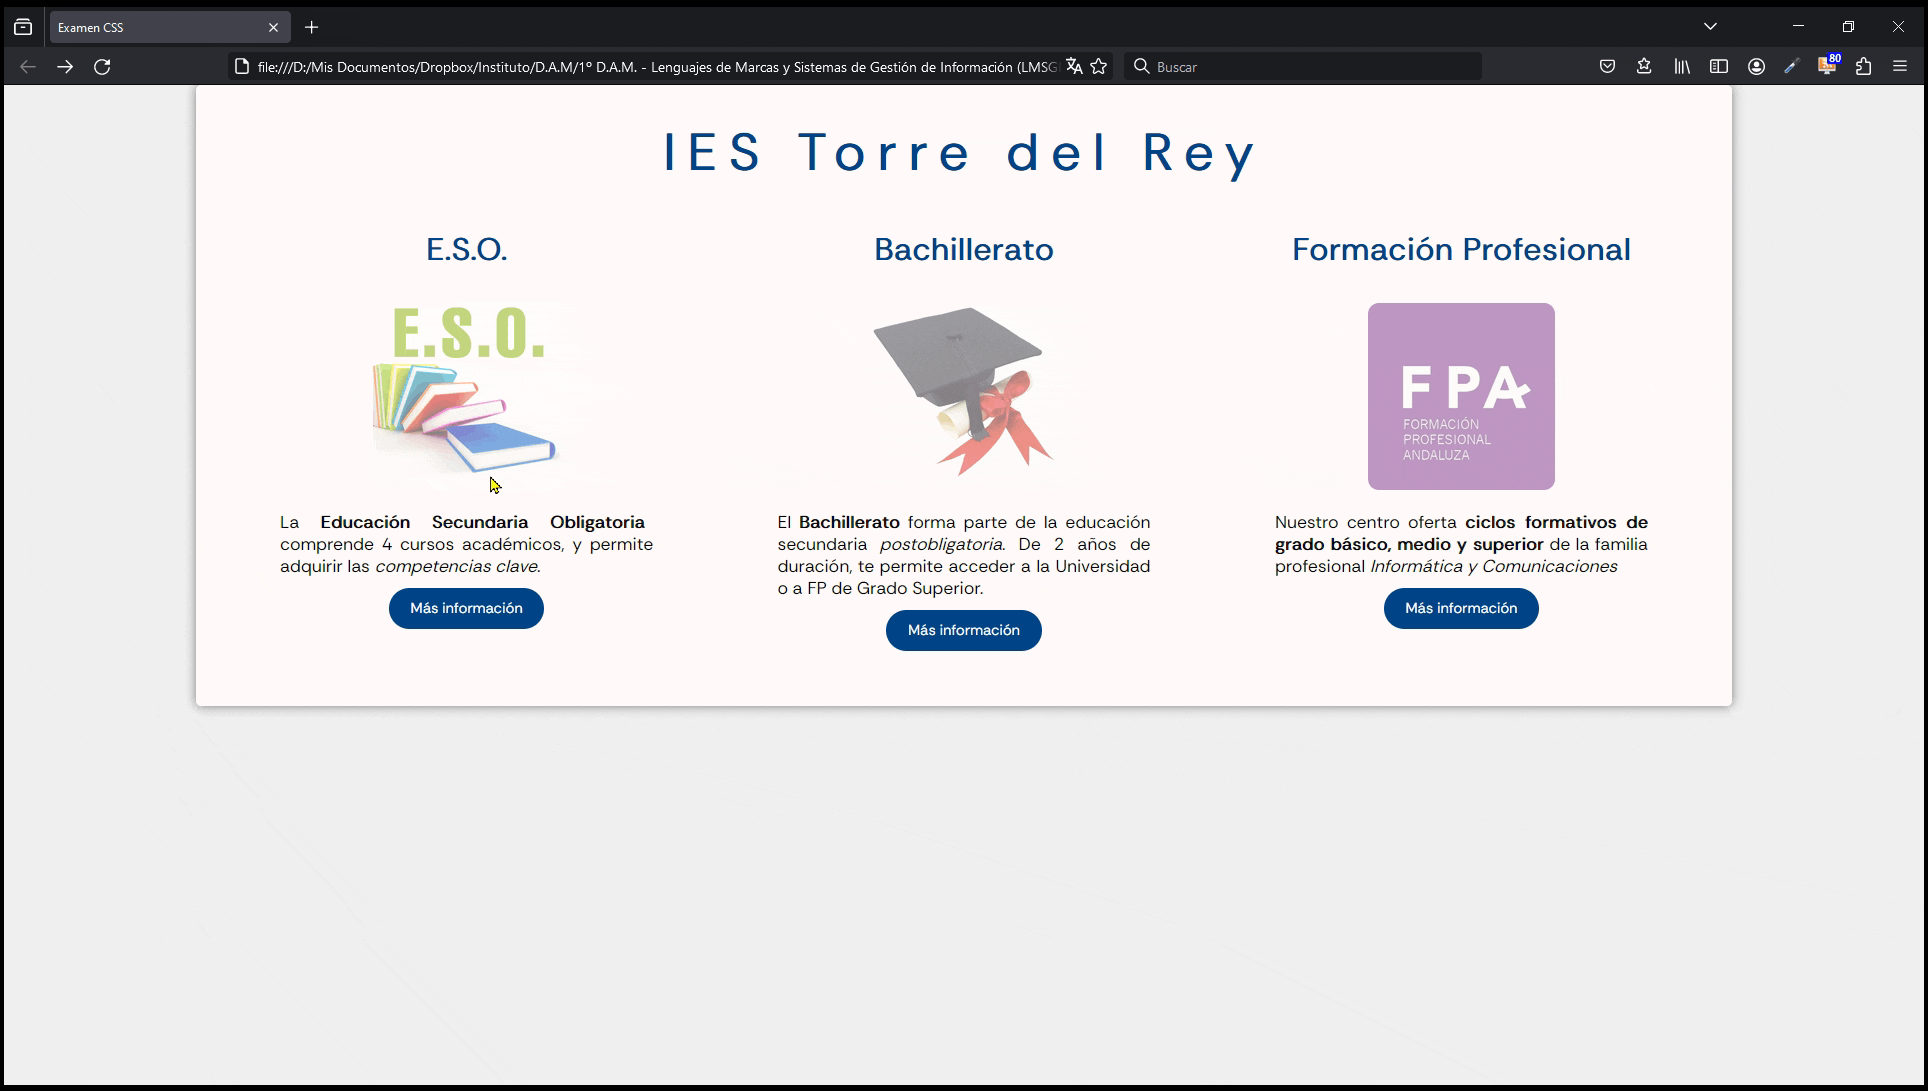 Examen CSS
file:///D:/Mis Documentos/Dropbox/Instituto/D.A.M/1º D.A.M. - Lenguajes de Marcas y Sistemas de Gestión de Información (LMSG
Buscar
80
IES Torre del Rey
E.S.O.
Bachillerato
Formación Profesional
E.S.O.
FPA
FORMACIÓN
PROFESIONAL
ANDALUZA
La Educación Secundaria Obligatoria
comprende 4 cursos académicos, y permite
adquirir las competencias clave.
Más información
El Bachillerato forma parte de la educación
secundaria postobligatoria. De 2 años de
duración, te permite acceder a la Universidad
o a FP de Grado Superior.
Más información
Nuestro centro oferta ciclos formativos de
grado básico, medio y superior de la familia
profesional Informática y Comunicaciones
Más información